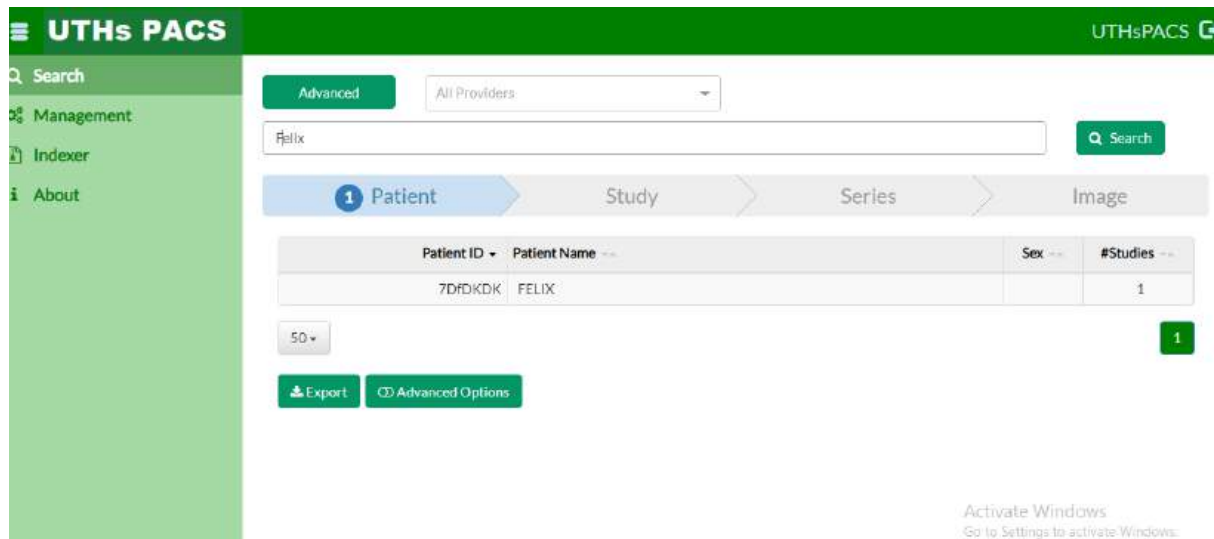 UTHs PACS
UTHsPACS
Search
Management
Indexer
About
Advanced
All Providers
Felix
Search
1 Patient
Study
Series
Image
Patient ID
Patient Name
Sex
#Studies
7DfDKDK
FELIX
1
50
1
Export
Advanced Options
Activate Windows
Go to Settings to activate Windows.